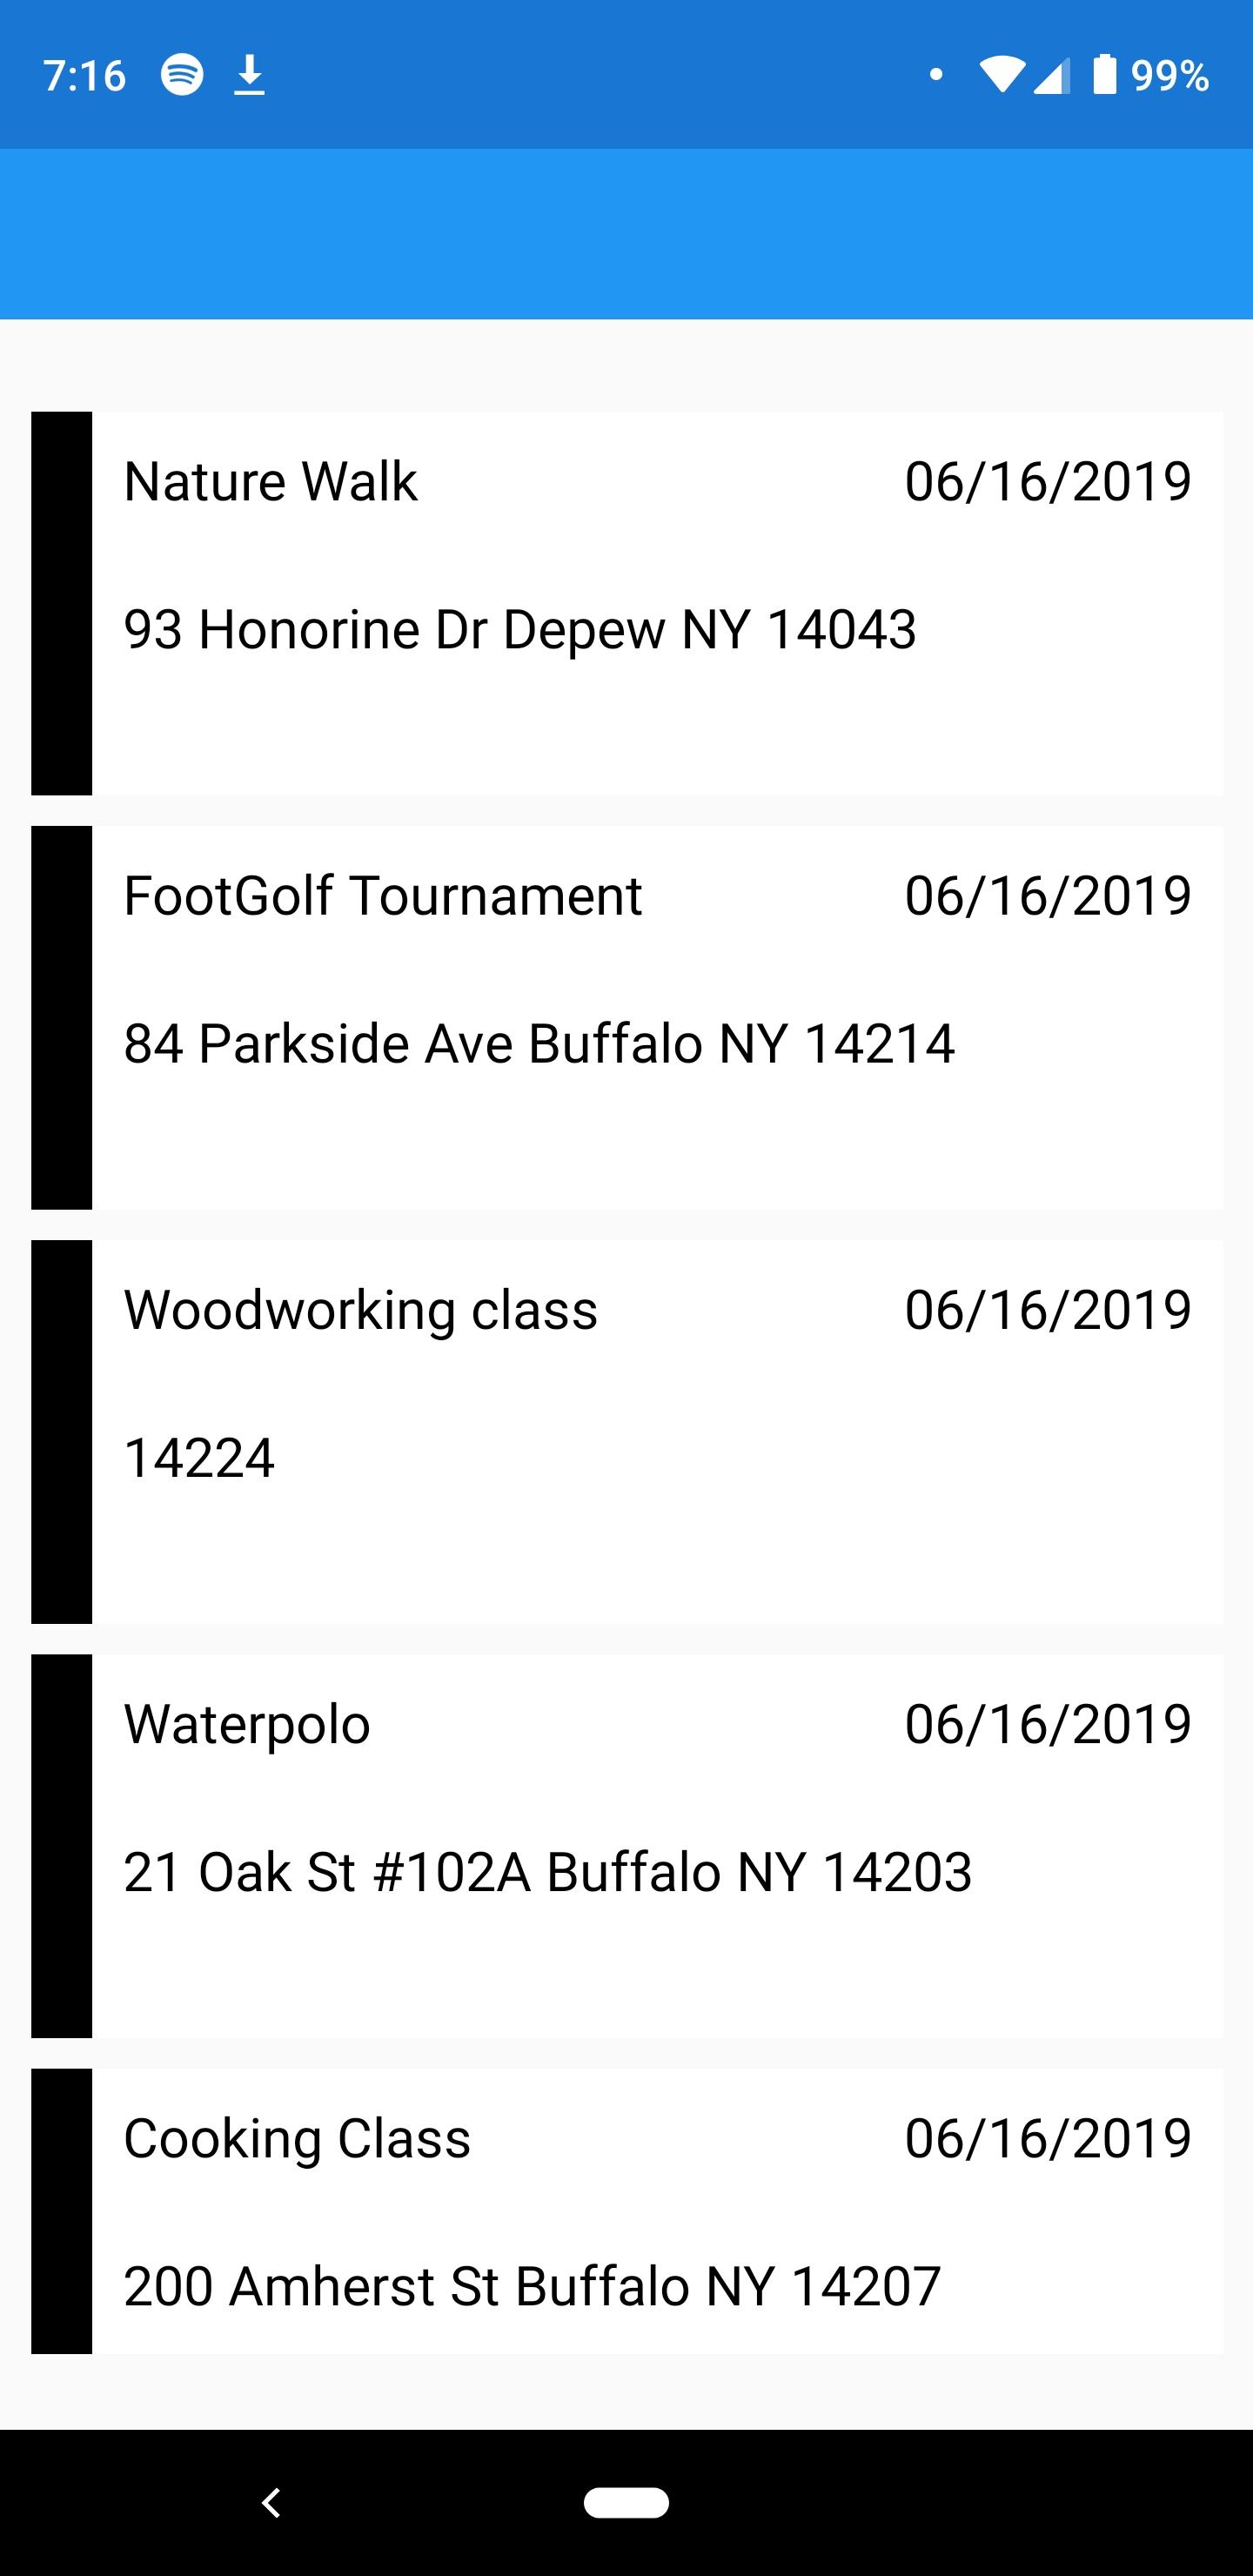 7:16 99%
Nature Walk 06/16/2019
93 Honorine Dr Depew NY 14043
FootGolf Tournament 06/16/2019
84 Parkside Ave Buffalo NY 14214
Woodworking class 06/16/2019
14224
Waterpolo 06/16/2019
21 Oak St #102A Buffalo NY 14203
Cooking Class 06/16/2019
200 Amherst St Buffalo NY 14207